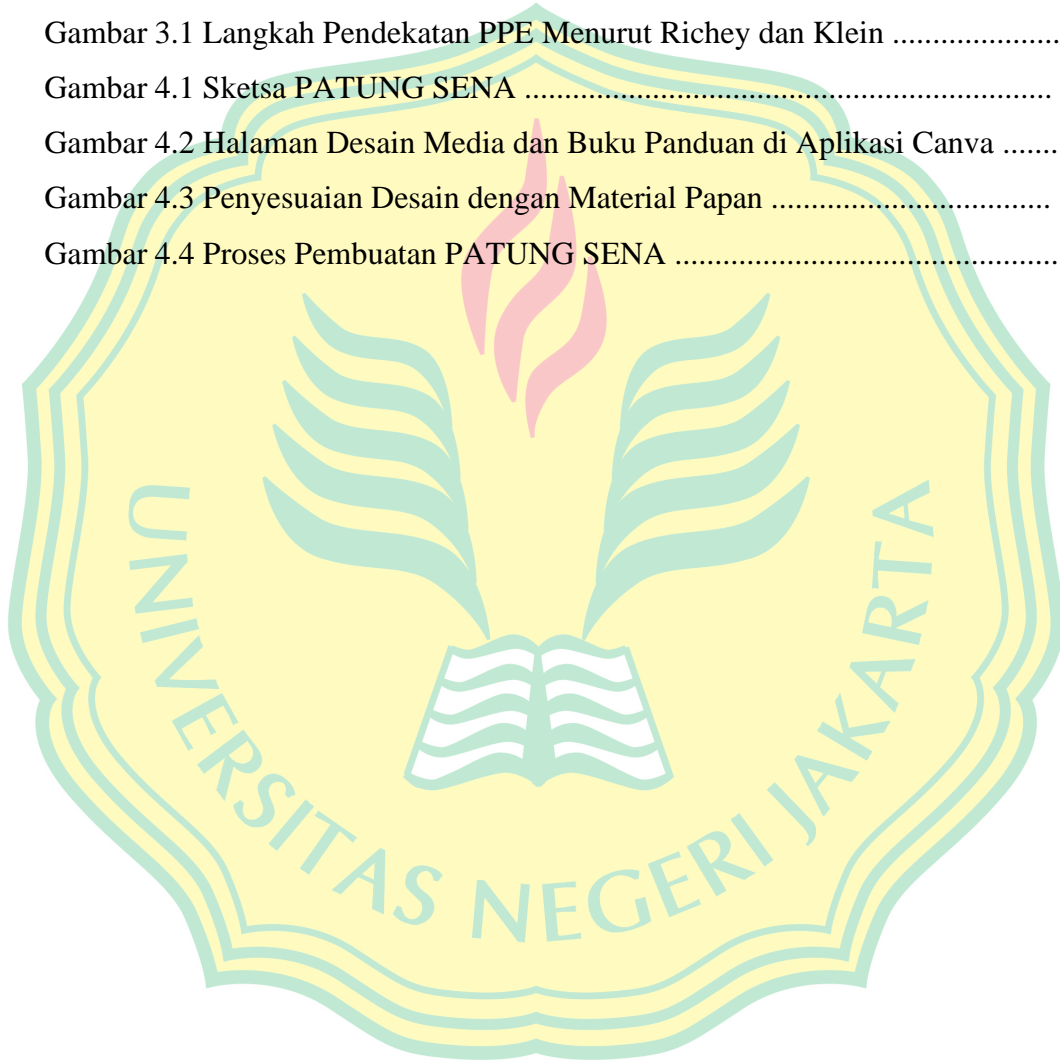 Gambar 3.1 Langkah Pendekatan PPE Menurut Richey dan Klein .....................
Gambar 4.1 Sketsa PATUNG SENA ..................................................................
Gambar 4.2 Halaman Desain Media dan Buku Panduan di Aplikasi Canva .......
Gambar 4.3 Penyesuaian Desain dengan Material Papan ...................................
Gambar 4.4 Proses Pembuatan PATUNG SENA ................................................
UNIVERSITAS NEGERI JAKARTA